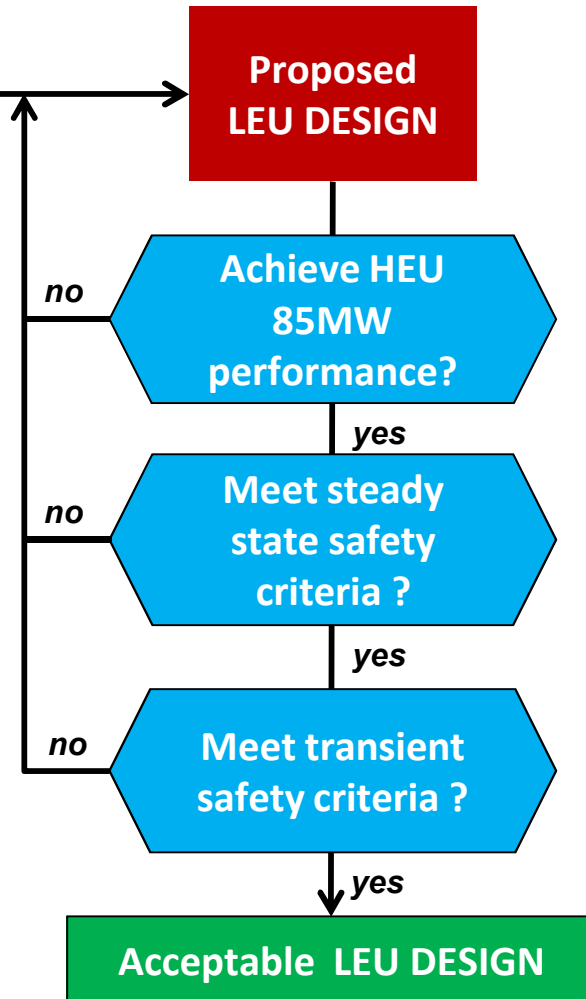 Proposed
LEU DESIGN
Achieve HEU
85MW
performance?
no
yes
Meet steady
state safety
criteria ?
no
yes
Meet transient
safety criteria ?
no
yes
Acceptable LEU DESIGN